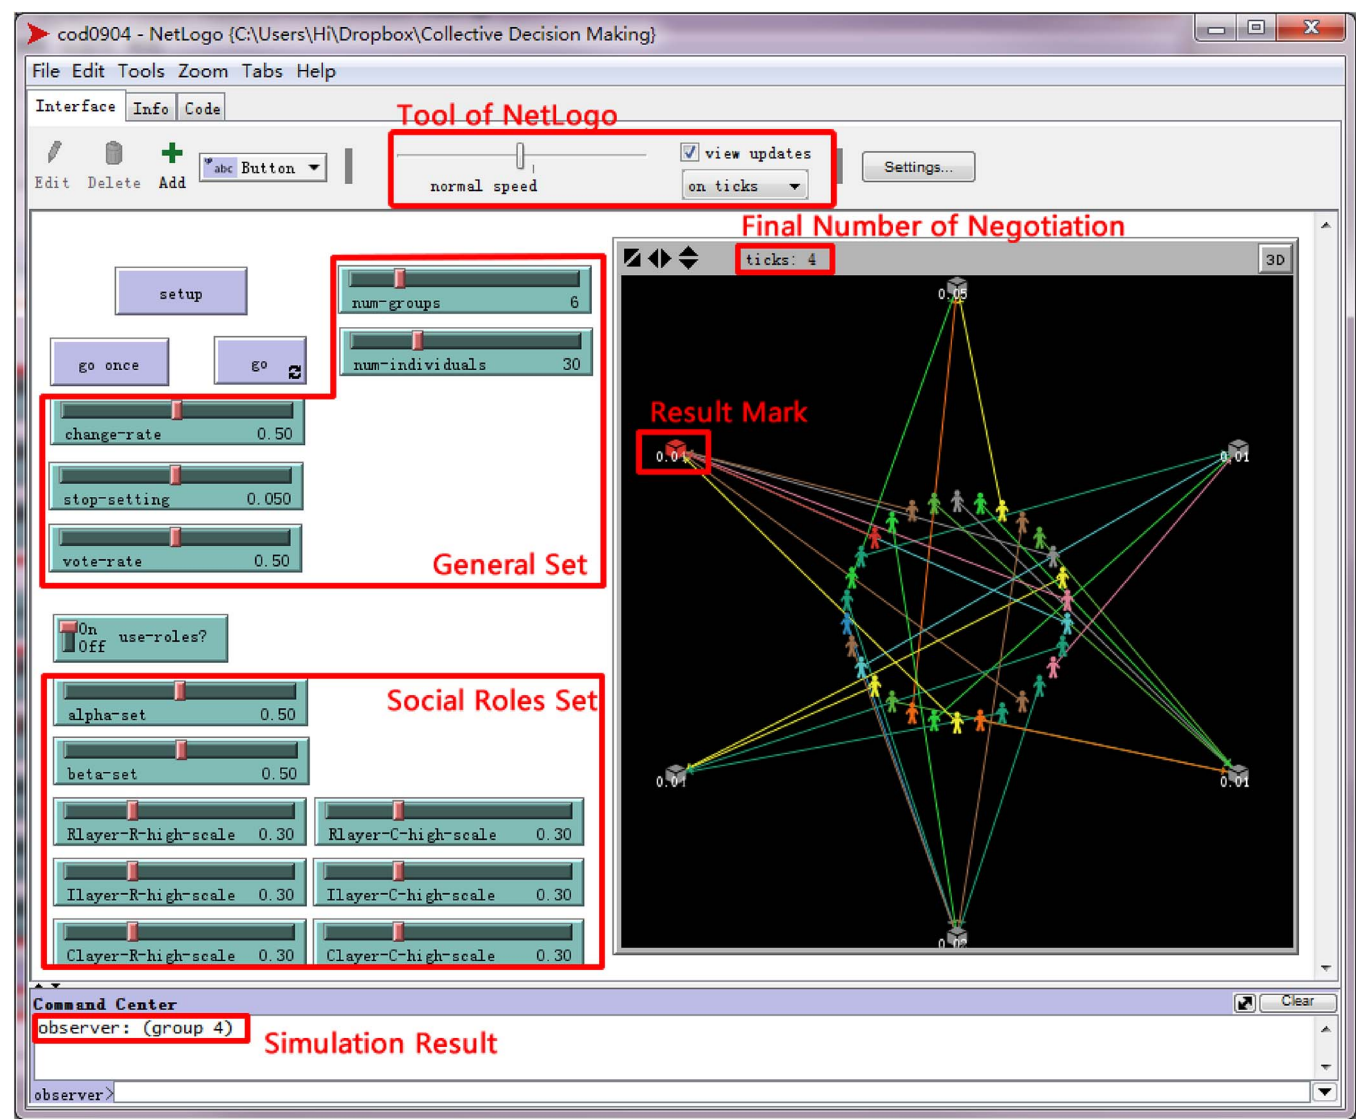 cod0904 - NetLogo {C:\Users\Hi\Dropbox\Collective Decision Making}
File Edit Tools Zoom Tabs Help
Interface Info Code
Tool of NetLogo
Edit Delete Add
abc Button
normal speed
view updates
on ticks
Settings...
Final Number of Negotiation
ticks: 4
3D
setup
go once
go
num-groups 6
num-individuals 30
change-rate 0.50
stop-setting 0.050
vote-rate 0.50
General Set
On
Off
use-roles?
Social Roles Set
alpha-set 0.50
beta-set 0.50
Rlayer-R-high-scale 0.30
Rlayer-C-high-scale 0.30
Ilayer-R-high-scale 0.30
Ilayer-C-high-scale 0.30
Clayer-R-high-scale 0.30
Clayer-C-high-scale 0.30
0.05
Result Mark
0.01
0.01
0.02
Command Center
Clear
observer: (group 4)
Simulation Result
observer>